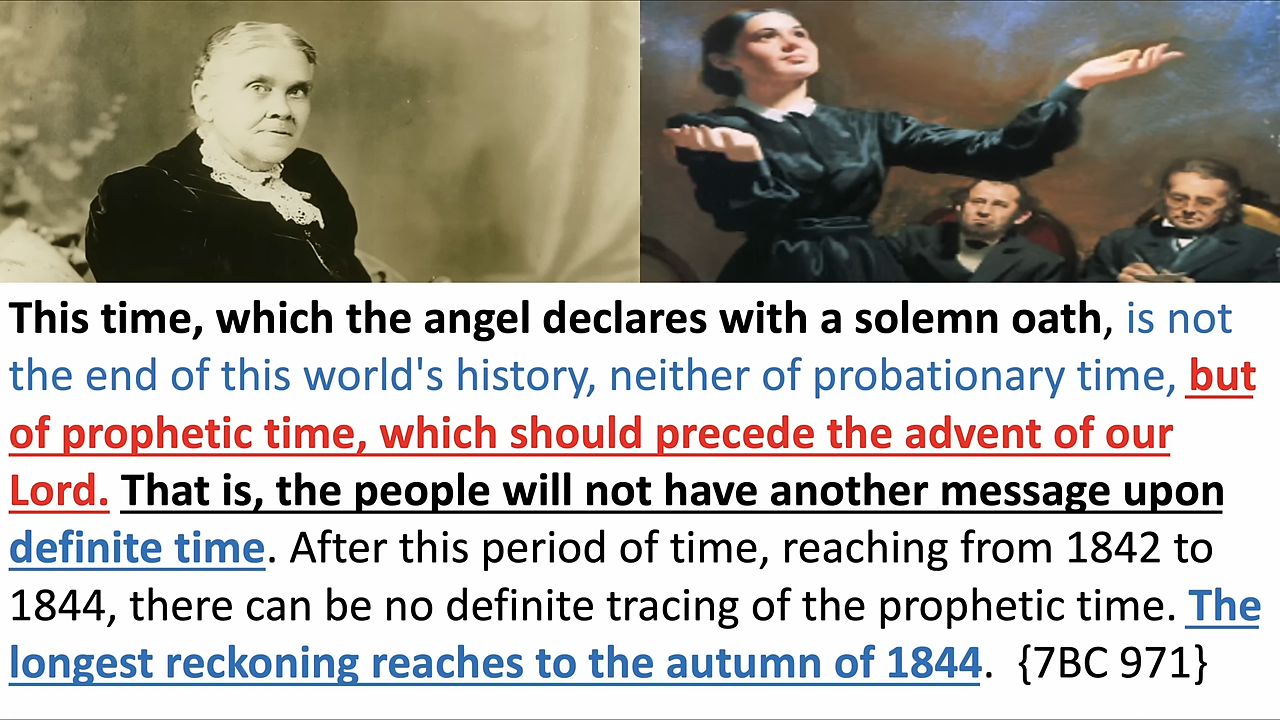 This time, which the angel declares with a solemn oath, is not
the end of this world's history, neither of probationary time, but
of prophetic time, which should precede the advent of our
Lord. That is, the people will not have another message upon
definite time. After this period of time, reaching from 1842 to
1844, there can be no definite tracing of the prophetic time. The
longest reckoning reaches to the autumn of 1844. {7BC 971}